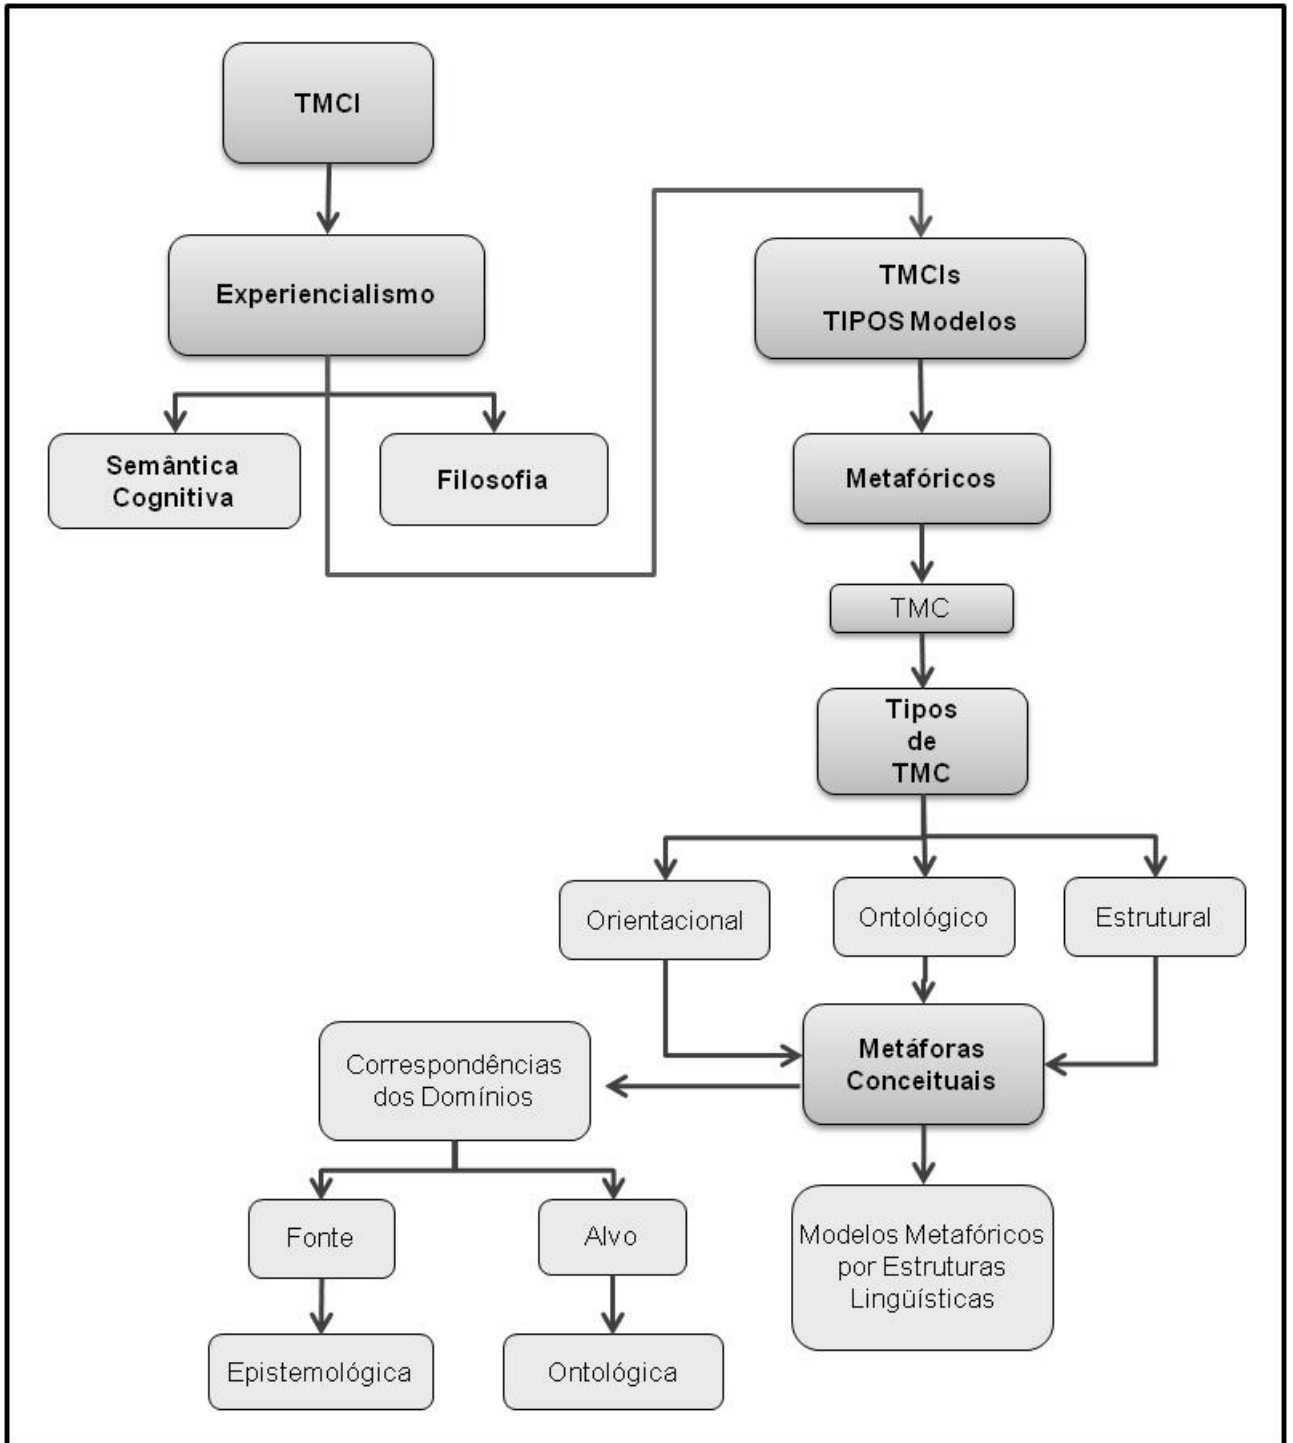 TMCI
Experiencialismo
Semântica
Cognitiva
Filosofia
TMCIs
TIPOS Modelos
Metafóricos
TMC
Tipos
de
TMC
Orientacional
Ontológico
Estrutural
Metáforas
Conceituais
Correspondências
dos Domínios
Fonte
Alvo
Epistemológica
Ontológica
Modelos Metafóricos
por Estruturas
Lingüísticas